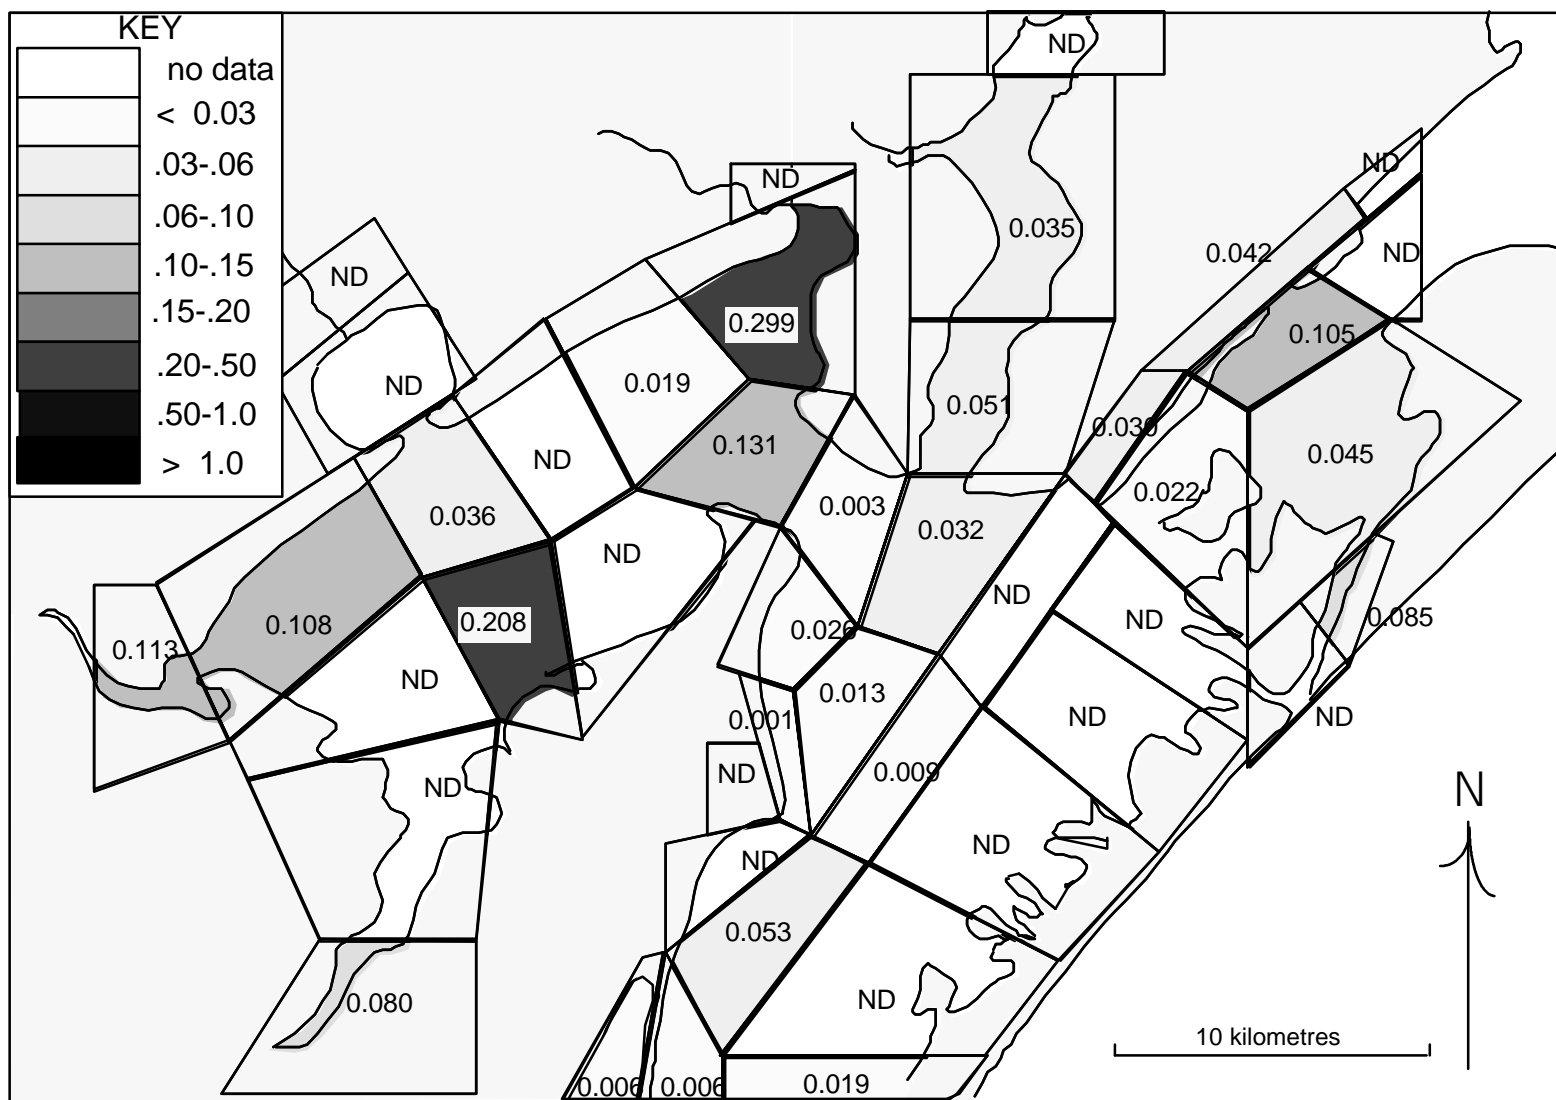 KEY
no data
< 0.03
.03-.06
.06-.10
.10-.15
.15-.20
.20-.50
.50-1.0
> 1.0
ND
ND
ND
0.035
0.042
ND
ND
0.299
0.105
ND
0.019
0.051
0.030
0.131
0.045
ND
0.022
0.036
0.003
0.032
ND
ND
0.108
0.208
0.113
0.026
ND
0.085
ND
0.013
0.001
ND
ND
ND
0.009
ND
N
ND
ND
0.053
0.080
ND
10 kilometres
0.006
0.006
0.019